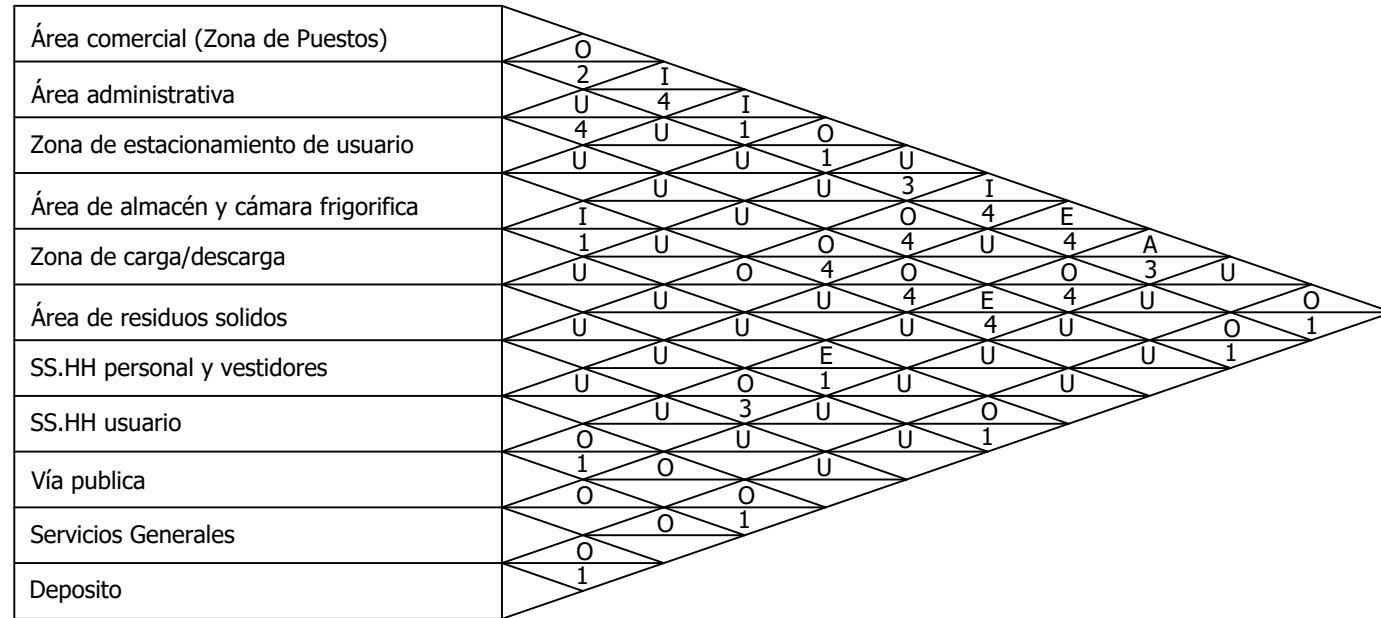 Área comercial (Zona de Puestos)
O
2 I
Área administrativa
U 4 I
4 U 1 O
Zona de estacionamiento de usuario
U U 1 U
U U 3 I
Área de almacén y cámara frigorifica
I U O 4 E
1 U O 4 U 4 A
Zona de carga/descarga
U O 4 O O 3 U
U U 4 E 4 U O
Área de residuos solidos
U U U 4 U O 1
U E U U 1
SS.HH personal y vestidores
U O 1 U U
U 3 U O
SS.HH usuario
O U U 1
1 O U
Vía publica
O O
O 1
Servicios Generales
O
1
Deposito